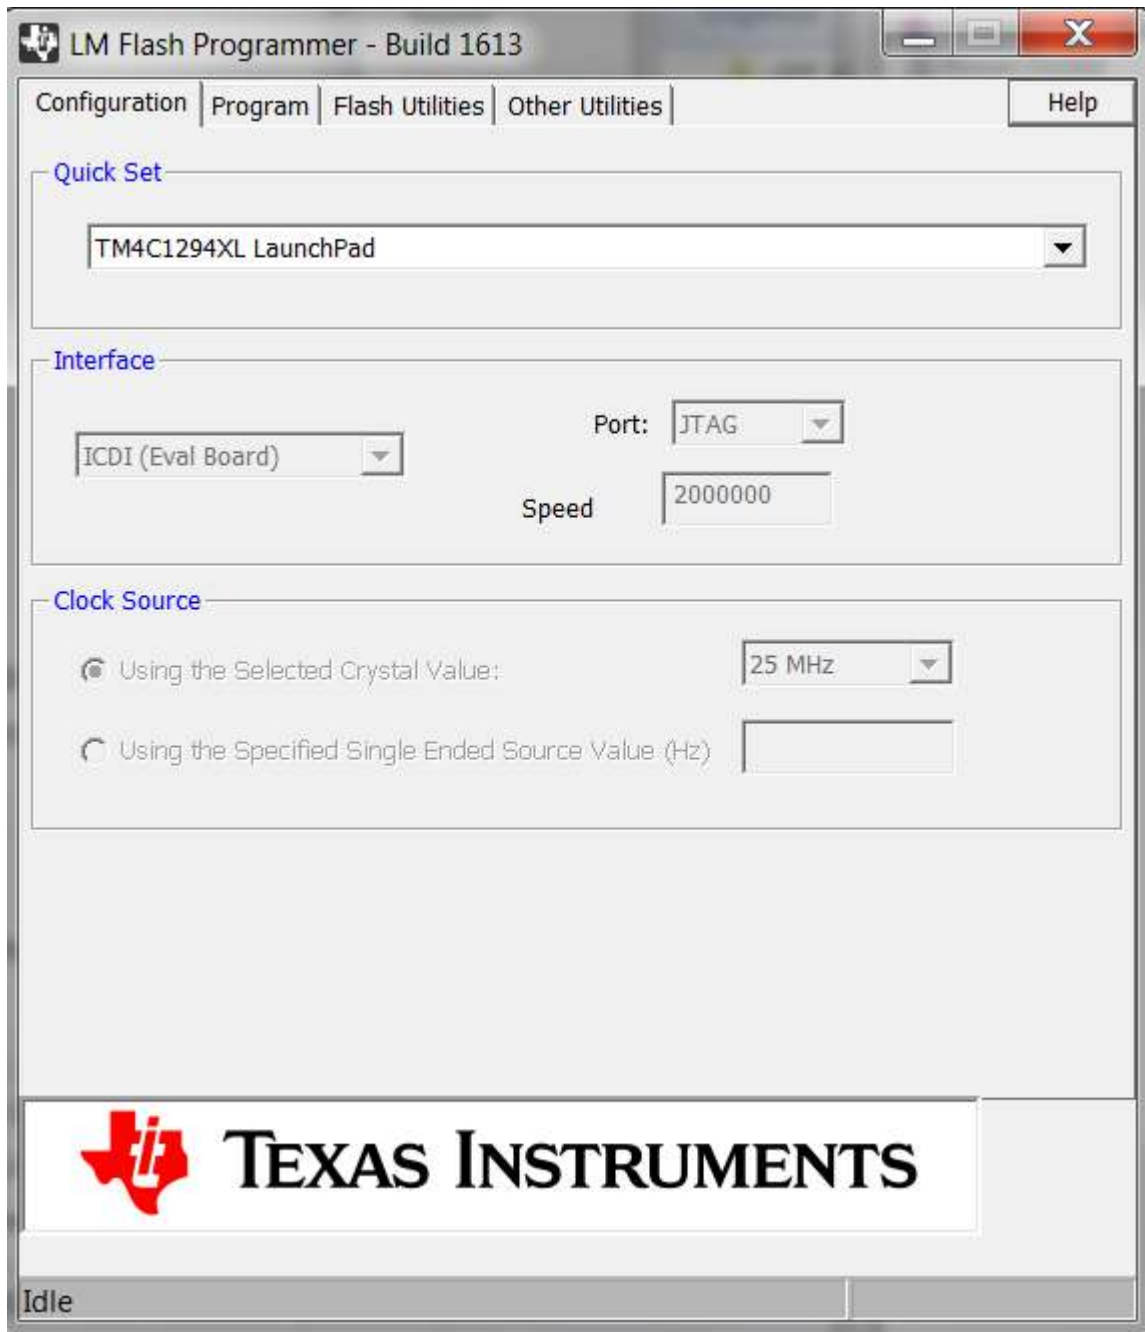 LM Flash Programmer - Build 1613
Configuration Program Flash Utilities Other Utilities Help
Quick Set
TM4C1294XL LaunchPad
Interface
ICDI (Eval Board)
Port: JTAG
Speed 2000000
Clock Source
Using the Selected Crystal Value: 25 MHz
Using the Specified Single Ended Source Value (Hz)
TEXAS INSTRUMENTS
Idle